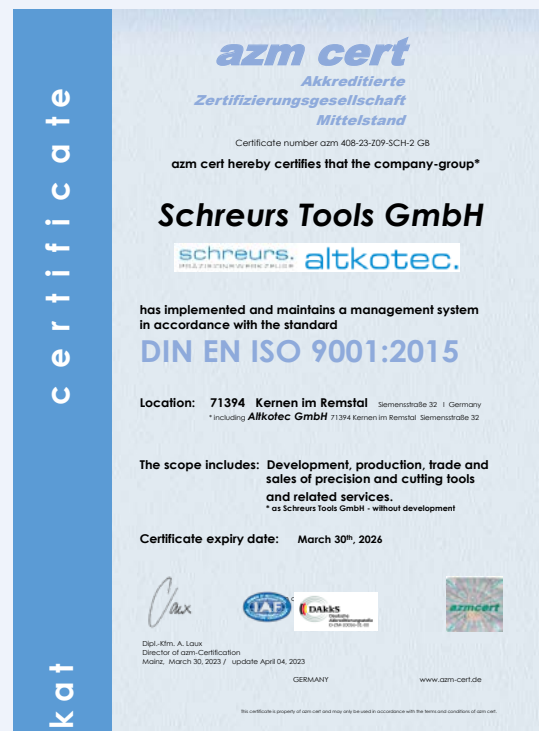 certificate
kat
azm cert
Akkreditierte
Zertifizierungsgesellschaft
Mittelstand
Certificate number azm 408-23-Z09-SCH-2 GB
azm cert hereby certifies that the company-group*
Schreurs Tools GmbH
schreurs. altkotec.
has implemented and maintains a management system
in accordance with the standard
DIN EN ISO 9001:2015
Location: 71394 Kernen im Remstal Siemensstraße 32 I Germany
* including Altkotec GmbH 71394 Kernen im Remstal Siemensstraße 32
The scope includes: Development, production, trade and
sales of precision and cutting tools
and related services.
* as Schreurs Tools GmbH - without development
Certificate expiry date: March 30th, 2026
IAF
DAkkS
Deutsche
Akkreditierungsstelle
azmcert
Dipl.-Kfm. A. Laux
Director of azm-Certification
Mainz, March 30, 2023 / update April 04, 2023
GERMANY www.azm-cert.de
this certificate is property of azm cert and may only be used in accordance with the terms and conditions of azm cert.